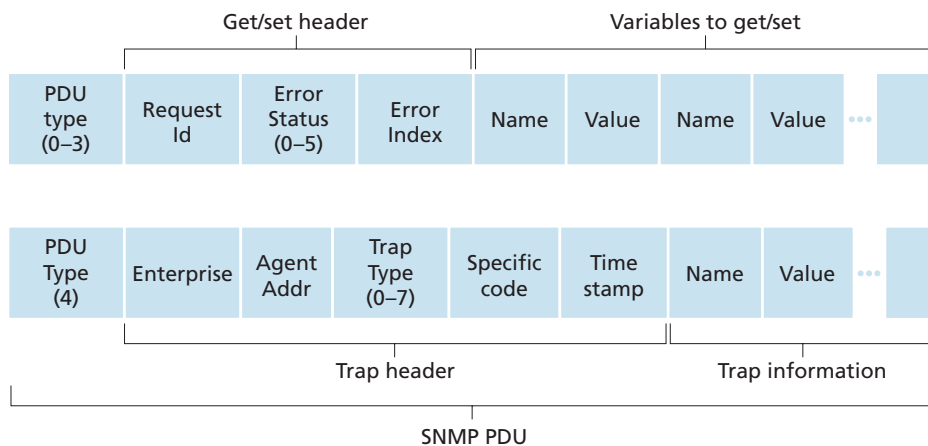 Get/set header
Variables to get/set
PDU
type
(0–3)
Request
Id
Error
Status
(0–5)
Error
Index
Name
Value
Name
Value
PDU
Type
(4)
Enterprise
Agent
Addr
Trap
Type
(0–7)
Specific
code
Time
stamp
Name
Value
Trap header
Trap information
SNMP PDU